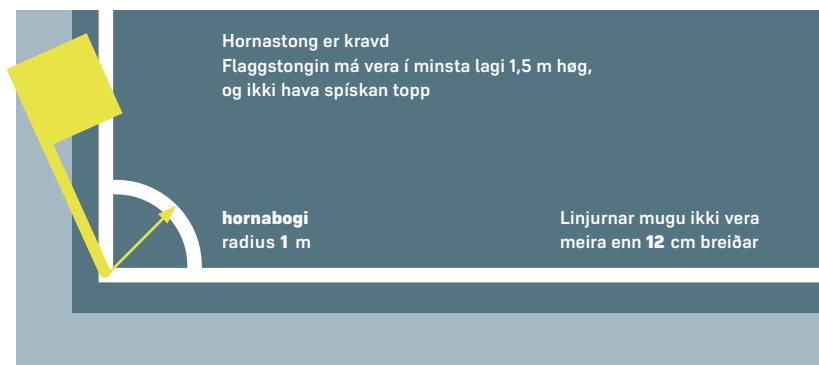 Hornastong er kravd
Flaggstongin má vera í minsta lagi 1,5 m høg,
og ikki hava spískan topp
hornabogi
radius 1 m
Linjurnar mugu ikki vera
meira enn 12 cm breiðar